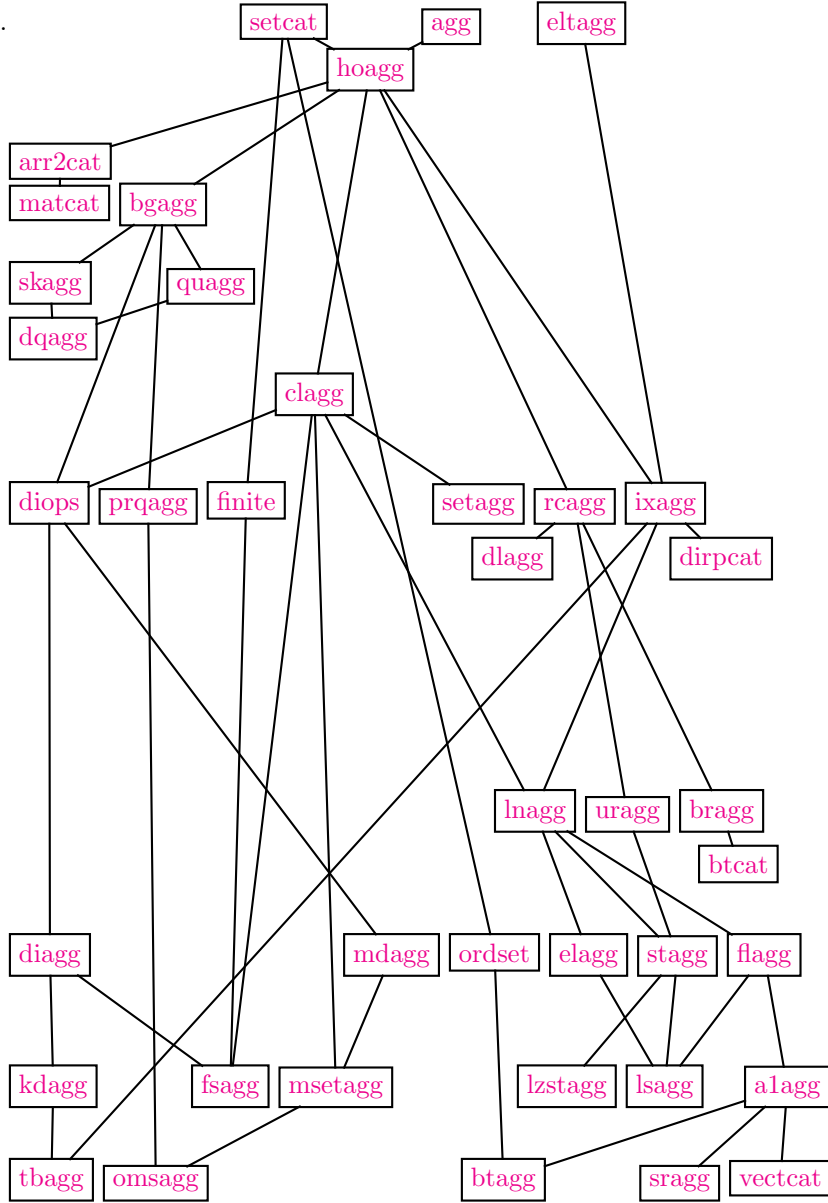 .
setcat
agg
eltagg
hoagg
arr2cat
matcat
bgagg
skagg
quagg
dqagg
clagg
diops
prqagg
finite
setagg
rcagg
ixagg
dlagg
dirpcat
lnagg
uragg
bragg
btcat
diagg
mdagg
ordset
elagg
stagg
flagg
kdagg
fsagg
msetagg
lzstagg
lsagg
a1agg
tbagg
omsagg
btagg
sragg
vectcat